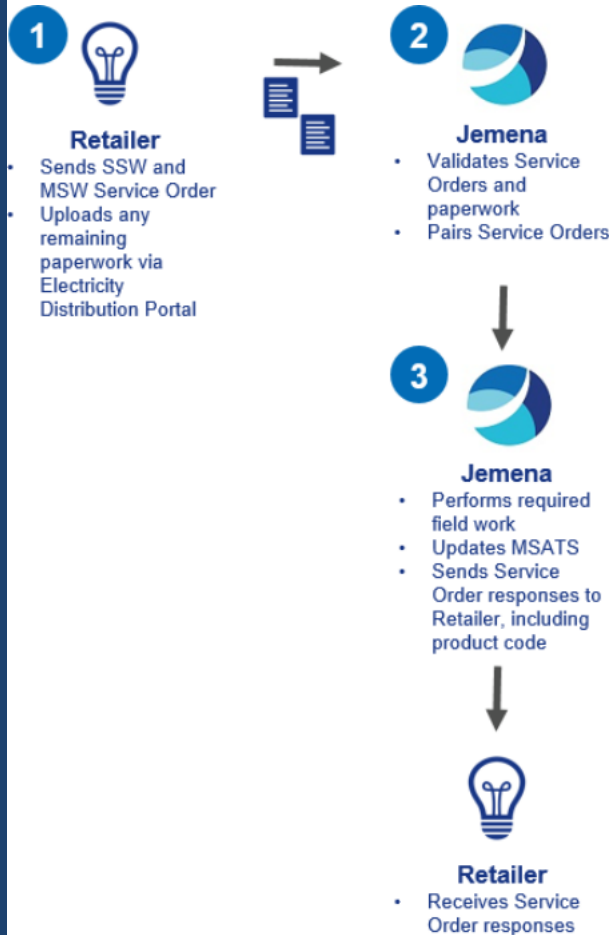 1
Retailer
• Sends SSW and
MSW Service Order
• Uploads any
remaining
paperwork via
Electricity
Distribution Portal
2
Jemena
• Validates Service
Orders and
paperwork
• Pairs Service Orders
3
Jemena
• Performs required
field work
• Updates MSATS
• Sends Service
Order responses to
Retailer, including
product code
Retailer
• Receives Service
Order responses